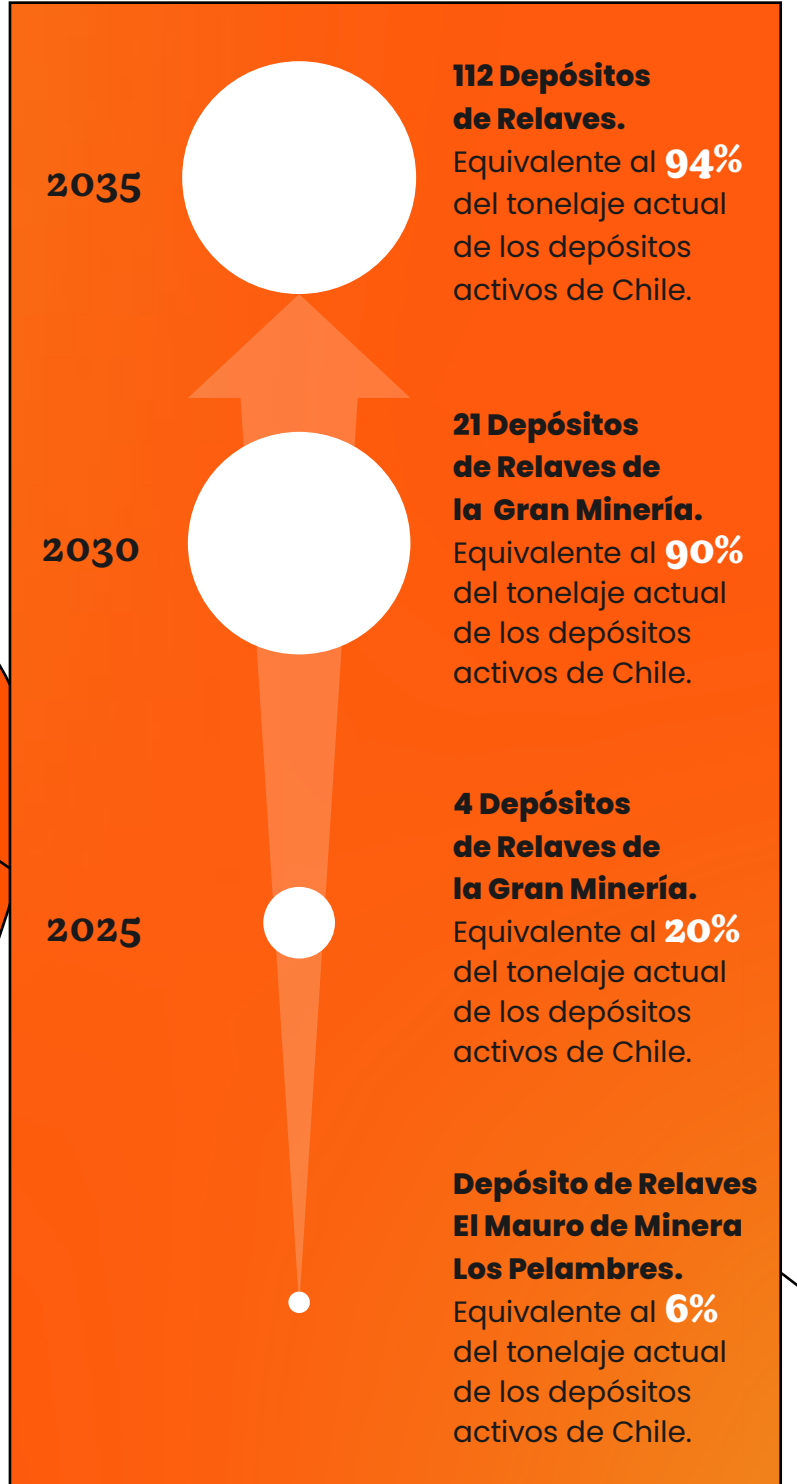 2035
112 Depósitos
de Relaves.
Equivalente al 94%
del tonelaje actual
de los depósitos
activos de Chile.
2030
21 Depósitos
de Relaves de
la Gran Minería.
Equivalente al 90%
del tonelaje actual
de los depósitos
activos de Chile.
2025
4 Depósitos
de Relaves de
la Gran Minería.
Equivalente al 20%
del tonelaje actual
de los depósitos
activos de Chile.
Depósito de Relaves
El Mauro de Minera
Los Pelambres.
Equivalente al 6%
del tonelaje actual
de los depósitos
activos de Chile.